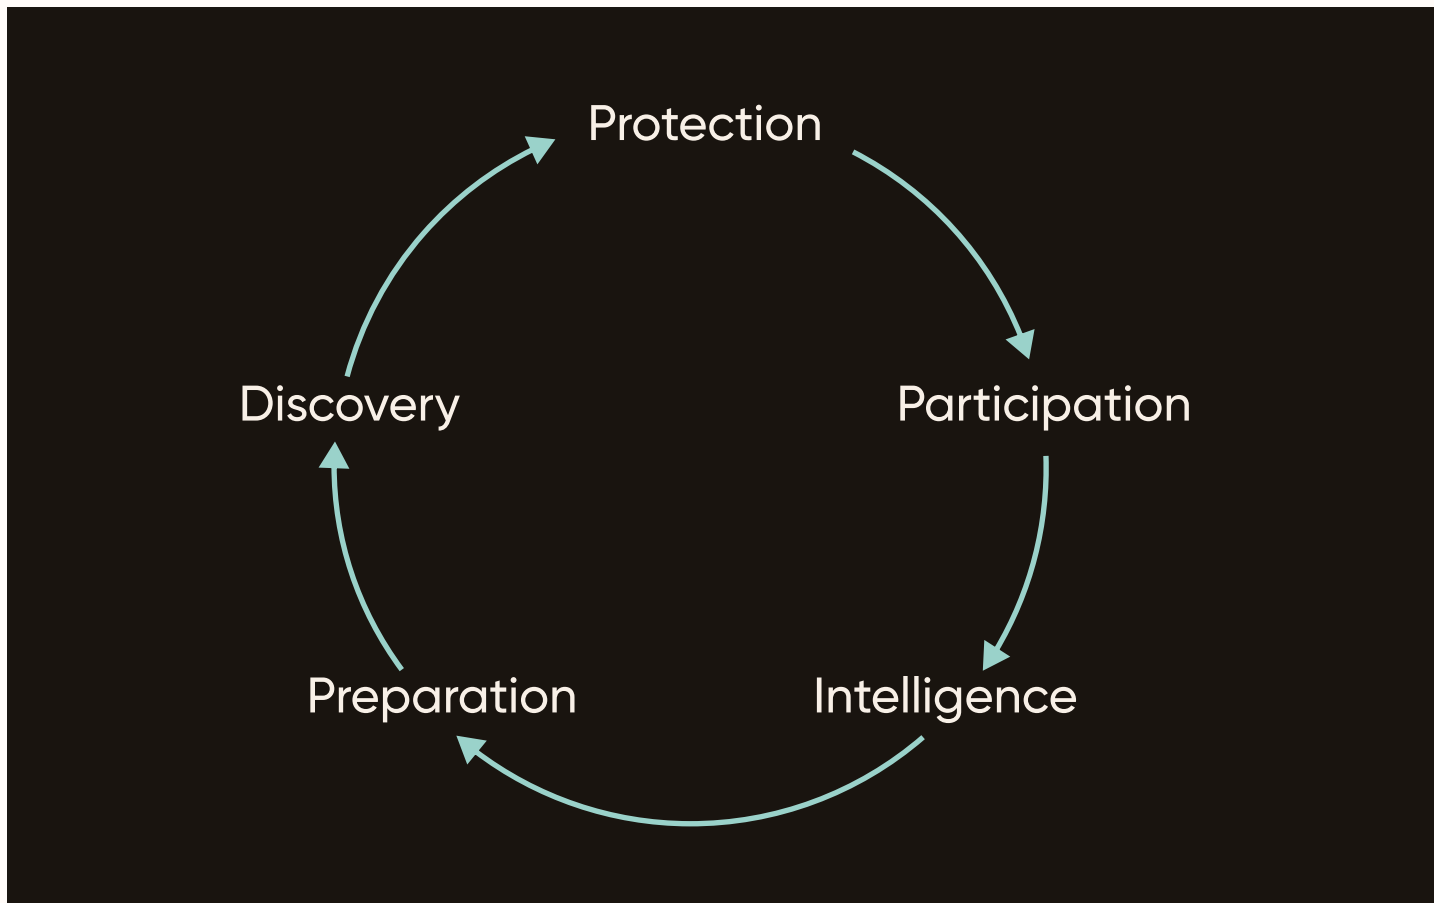 Protection
Discovery
Participation
Preparation
Intelligence